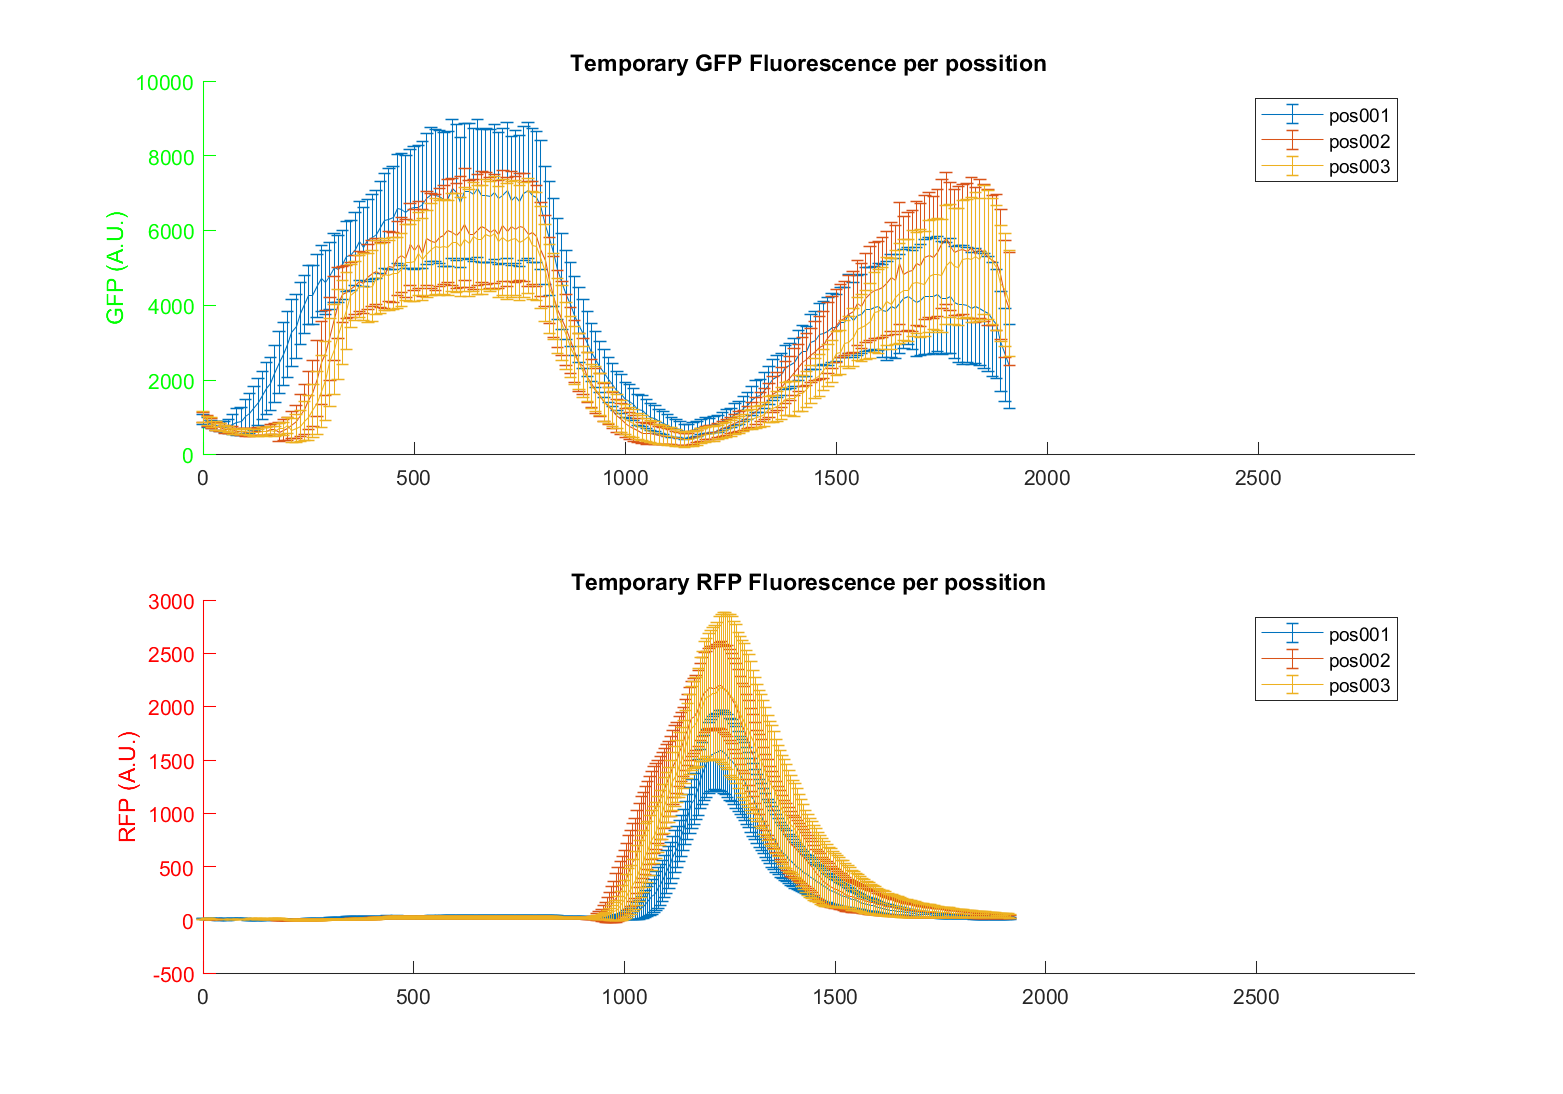 Temporary GFP Fluorescence per possition
10000
8000
6000
4000
2000
0
GFP (A.U.)
0 500 1000 1500 2000 2500
pos001
pos002
pos003
Temporary RFP Fluorescence per possition
3000
2500
2000
1500
1000
500
0
-500
RFP (A.U.)
0 500 1000 1500 2000 2500
pos001
pos002
pos003